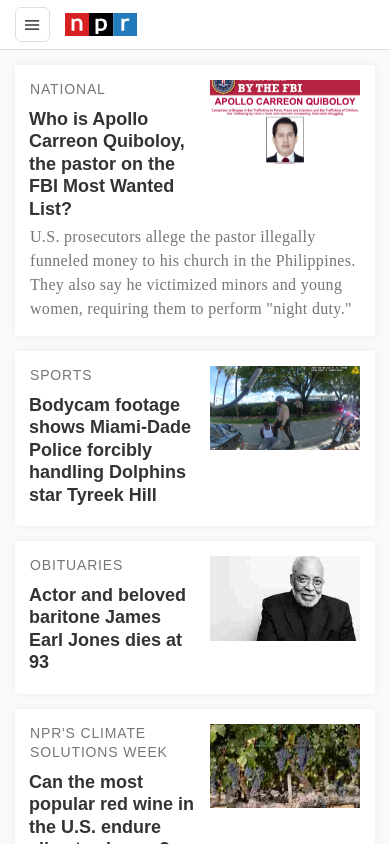 npr
NATIONAL
Who is Apollo
Carreon Quiboloy,
the pastor on the
FBI Most Wanted
List?
BY THE FBI
APOLLO CARREON QUIBOLOY
U.S. prosecutors allege the pastor illegally
funneled money to his church in the Philippines.
They also say he victimized minors and young
women, requiring them to perform "night duty."
SPORTS
Bodycam footage
shows Miami-Dade
Police forcibly
handling Dolphins
star Tyreek Hill
OBITUARIES
Actor and beloved
baritone James
Earl Jones dies at
93
NPR'S CLIMATE
SOLUTIONS WEEK
Can the most
popular red wine in
the U.S. endure